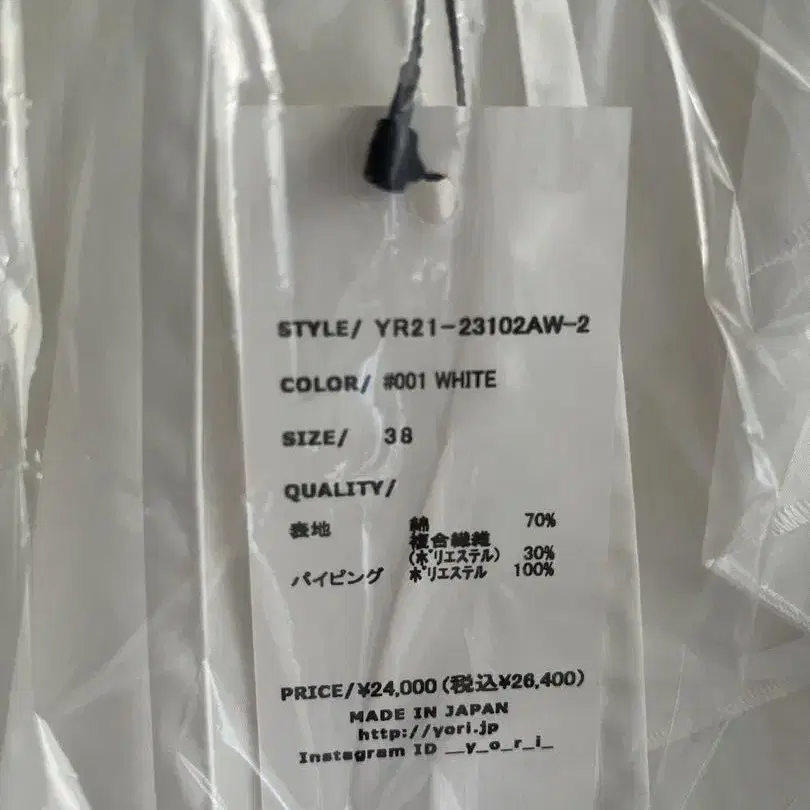 STYLE/ YR21-23102AW-2
COLOR/ #001 WHITE
SIZE/ 38
QUALITY/
表地 綿 70%
複合繊維
(ﾎﾟﾘｴｽﾃﾙ) 30%
パイピング ﾎﾟﾘｴｽﾃﾙ 100%
PRICE/¥24,000(税込¥26,400)
MADE IN JAPAN
http://yori.jp
Instagram ID __y_o_r_i_